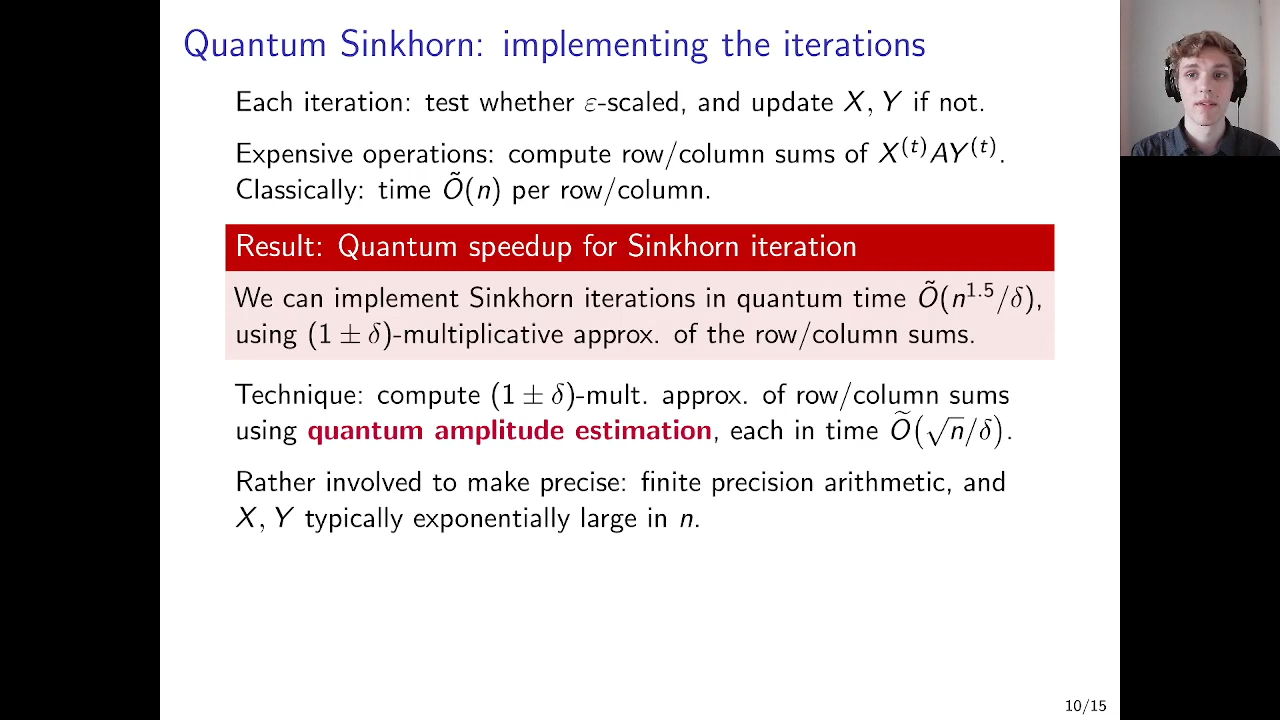 Quantum Sinkhorn: implementing the iterations
Each iteration: test whether ε-scaled, and update X, Y if not.
Expensive operations: compute row/column sums of X⁽ᵗ⁾AY⁽ᵗ⁾.
Classically: time Õ(n) per row/column.
Result: Quantum speedup for Sinkhorn iteration
We can implement Sinkhorn iterations in quantum time Õ(n¹·⁵/δ),
using (1 ± δ)-multiplicative approx. of the row/column sums.
Technique: compute (1 ± δ)-mult. approx. of row/column sums
using quantum amplitude estimation, each in time Õ(√n/δ).
Rather involved to make precise: finite precision arithmetic, and
X, Y typically exponentially large in n.
10/15